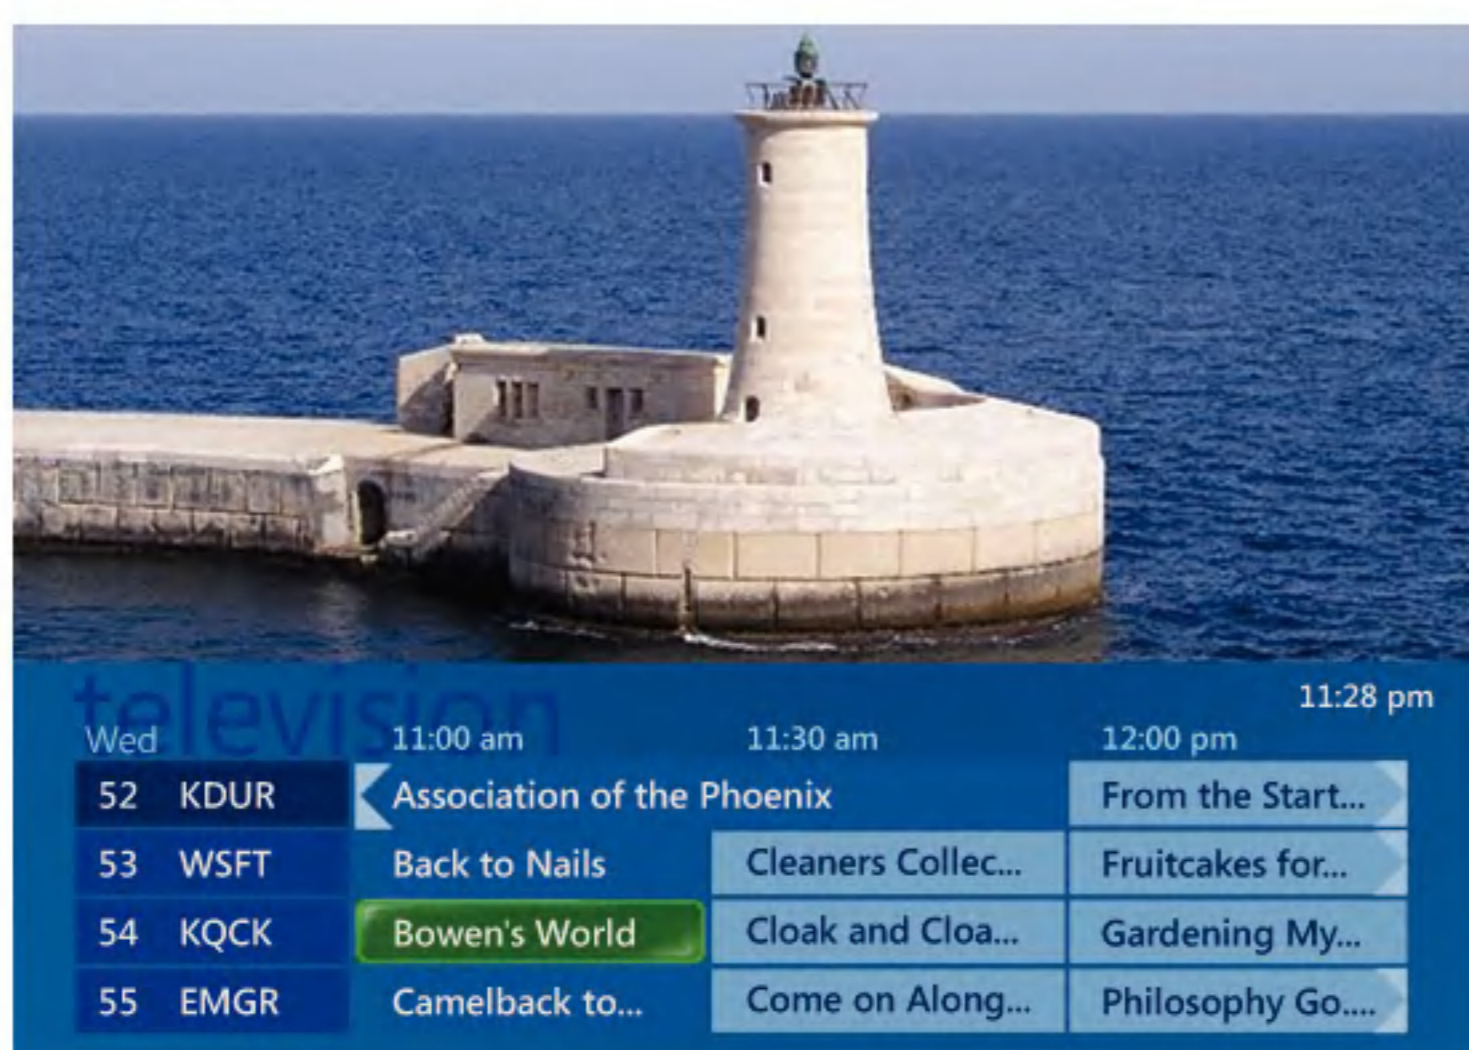 television
11:28 pm
Wed 11:00 am 11:30 am 12:00 pm
52 KDUR Association of the Phoenix From the Start...
53 WSFT Back to Nails Cleaners Collec... Fruitcakes for...
54 KQCK Bowen's World Cloak and Cloa... Gardening My...
55 EMGR Camelback to... Come on Along... Philosophy Go....